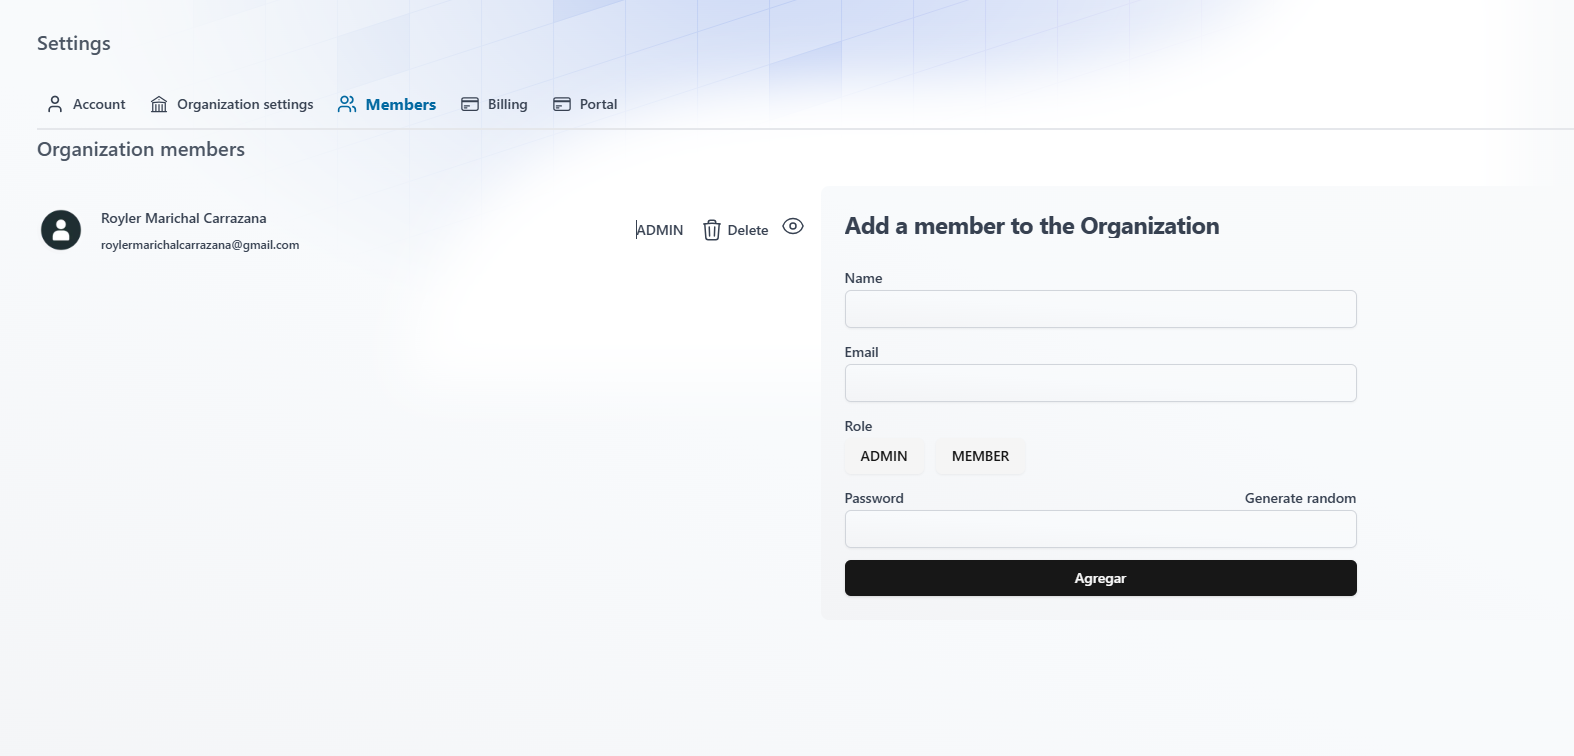 Settings
Account Organization settings Members Billing Portal
Organization members
Royler Marichal Carrazana
roylermarichalcarrazana@gmail.com
ADMIN Delete
Add a member to the Organization
Name
Email
Role
ADMIN MEMBER
Password Generate random
Agregar